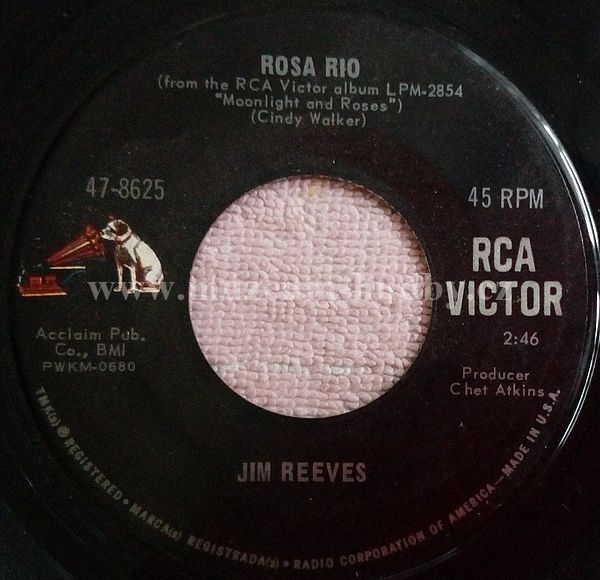 ROSA RIO
(from the RCA Victor album LPM-2854
"Moonlight and Roses")
(Cindy Walker)
47-8625
45 RPM
RCA
VICTOR
2:46
Acclaim Pub.
Co., BMI
PWKM-0680
Producer
Chet Atkins
JIM REEVES
TMK(s) ® REGISTERED • MARCA(s) REGISTRADA(s) • RADIO CORPORATION OF AMERICA—MADE IN U.S.A.